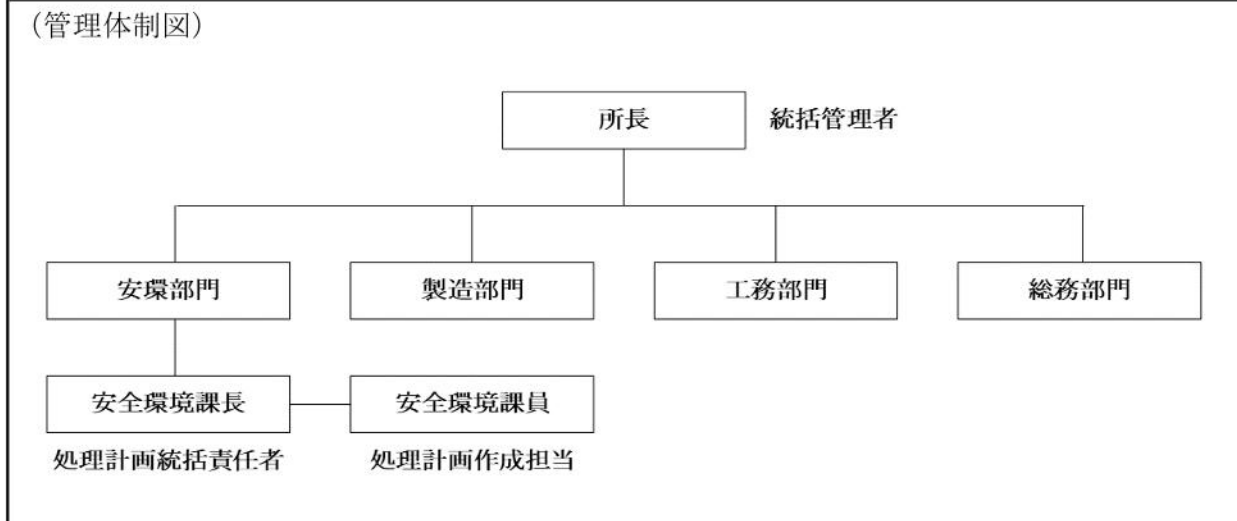 （管理体制図）
所長 統括管理者
安環部門 製造部門 工務部門 総務部門
安全環境課長 安全環境課員
処理計画統括責任者 処理計画作成担当